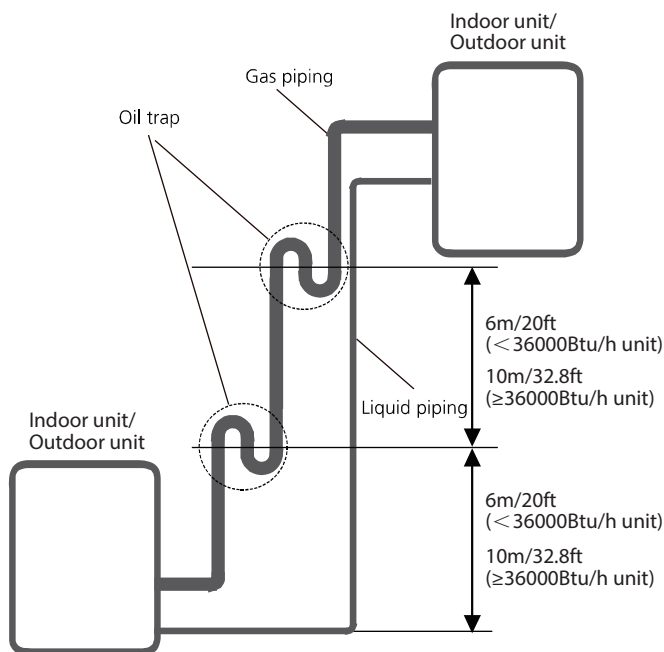 Indoor unit/
Outdoor unit
Gas piping
Oil trap
6m/20ft
(<36000Btu/h unit)
10m/32.8ft
(≥36000Btu/h unit)
Liquid piping
Indoor unit/
Outdoor unit
6m/20ft
(<36000Btu/h unit)
10m/32.8ft
(≥36000Btu/h unit)